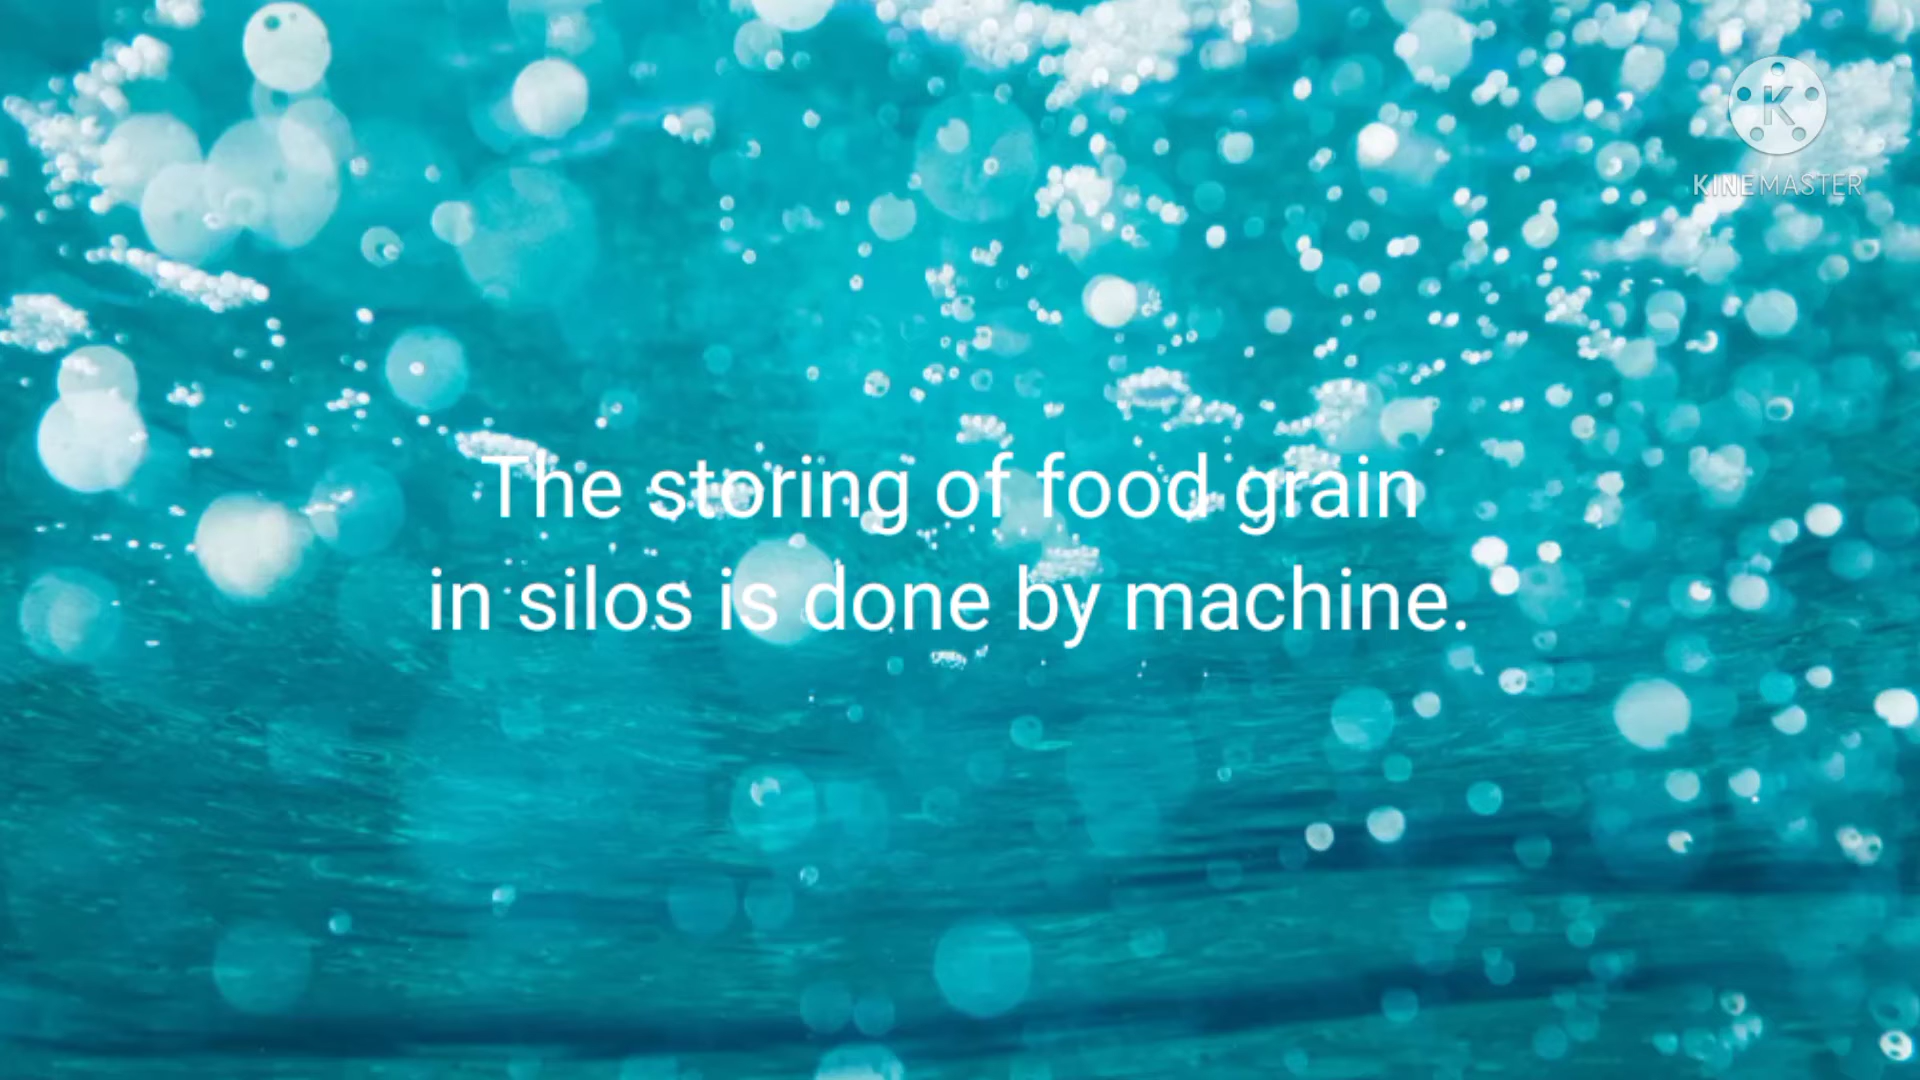 K
KINEMASTER
The storing of food grain
in silos is done by machine.